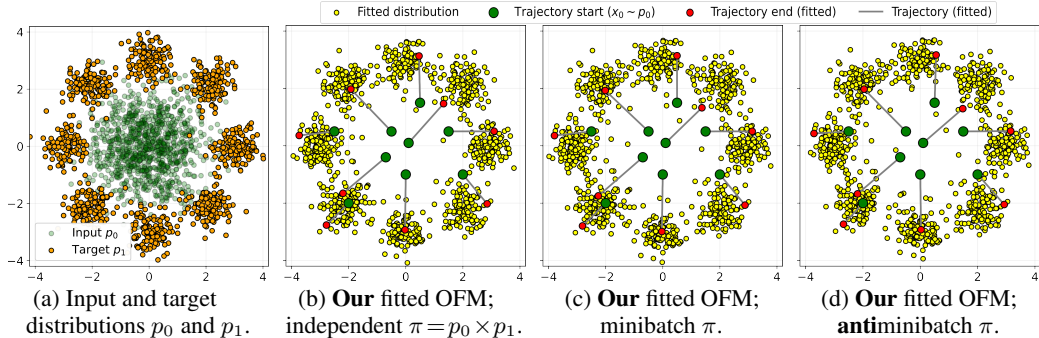 Fitted distribution
Trajectory start (x₀ ~ p₀)
Trajectory end (fitted)
Trajectory (fitted)
4
2
0
−2
−4
Input p₀
Target p₁
−4 −2 0 2 4
−4 −2 0 2 4
−4 −2 0 2 4
−4 −2 0 2 4
(a) Input and target
distributions p₀ and p₁.
(b) Our fitted OFM;
independent π = p₀ × p₁.
(c) Our fitted OFM;
minibatch π.
(d) Our fitted OFM;
antiminibatch π.